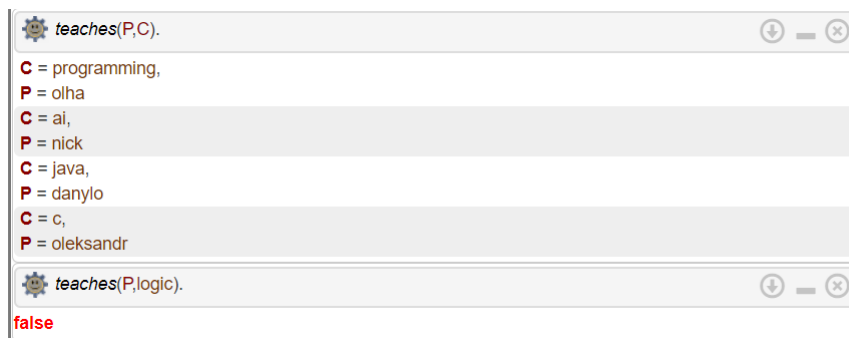 teaches(P,C).
C = programming,
P = olha
C = ai,
P = nick
C = java,
P = danylo
C = c,
P = oleksandr
teaches(P,logic).
false